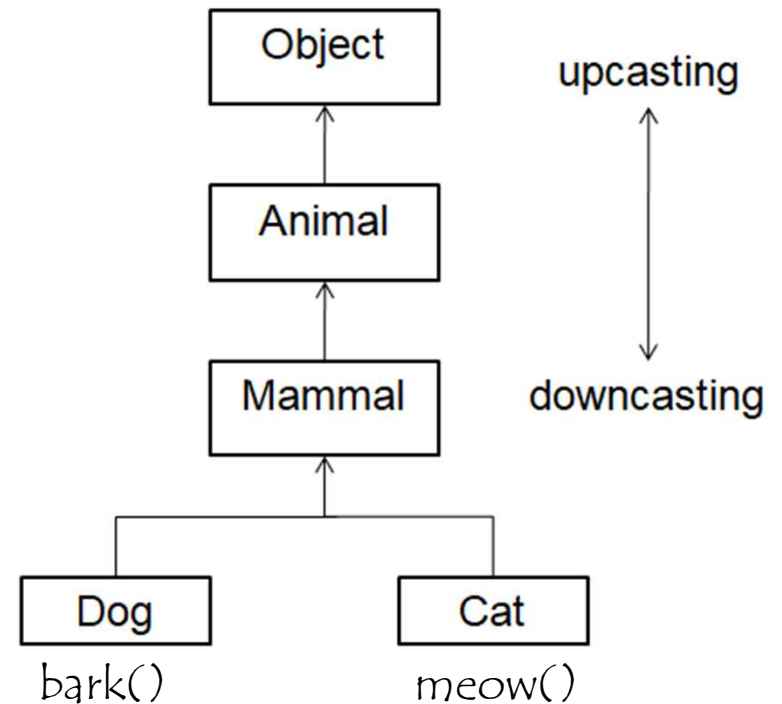 Object
upcasting
Animal
Mammal
downcasting
Dog
Cat
bark()
meow()